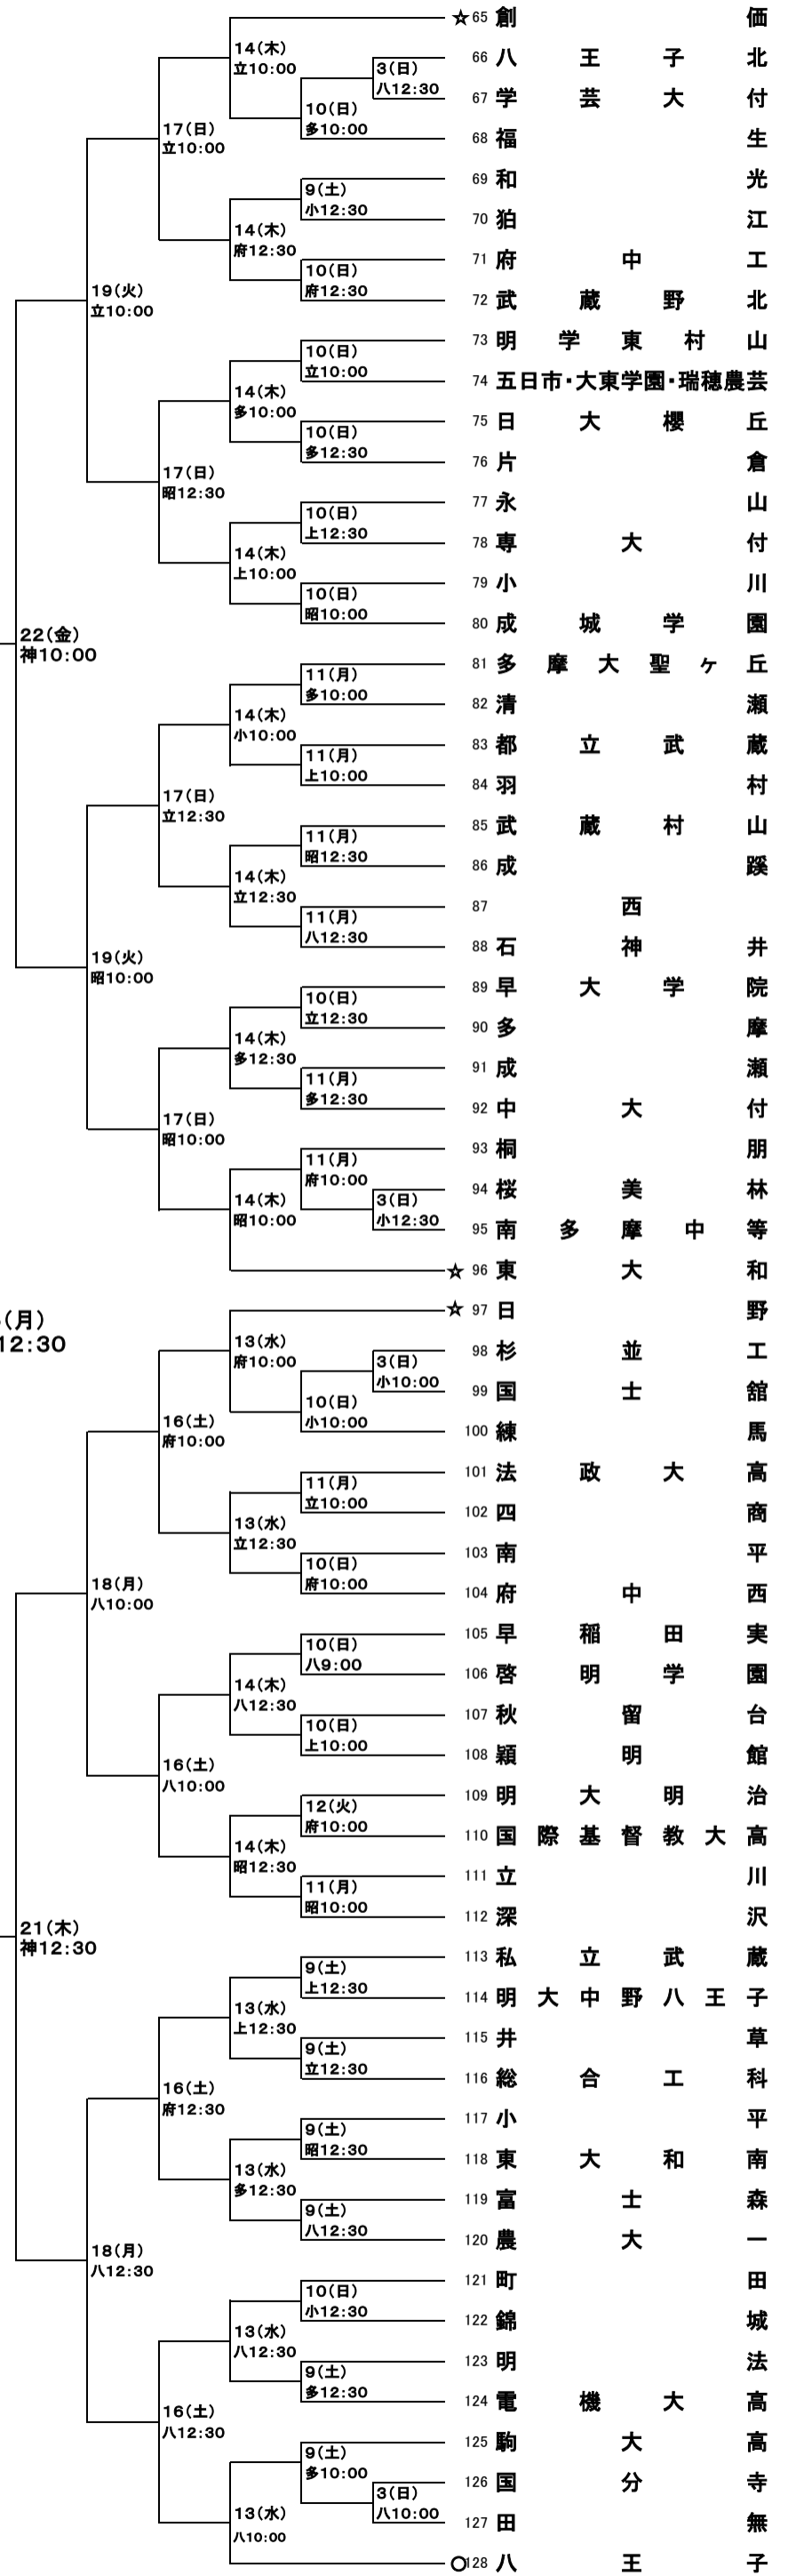 ☆65 創価
14(木)
立10:00
66 八王子北
3(日)
八12:30
67 学芸大付
10(日)
多10:00
68 福生
17(日)
立10:00
69 和光
9(土)
小12:30
70 狛江
14(木)
府12:30
71 府中工
10(日)
府12:30
72 武蔵野北
19(火)
立10:00
73 明学東村山
10(日)
立10:00
74 五日市・大東学園・瑞穂農芸
14(木)
多10:00
75 日大櫻丘
10(日)
多12:30
76 片倉
17(日)
昭12:30
77 永山
10(日)
上12:30
78 専大付
14(木)
上10:00
79 小川
10(日)
昭10:00
80 成城学園
22(金)
神10:00
81 多摩大聖ヶ丘
11(月)
多10:00
82 清瀬
14(木)
小10:00
83 都立武蔵
11(月)
上10:00
84 羽村
17(日)
立12:30
85 武蔵村山
11(月)
昭12:30
86 成蹊
14(木)
立12:30
87 西
11(月)
八12:30
88 石神井
19(火)
昭10:00
89 早大学院
10(日)
立12:30
90 多摩
14(木)
多12:30
91 成瀬
11(月)
多12:30
92 中大付
17(日)
昭10:00
93 桐朋
11(月)
府10:00
94 桜美林
3(日)
小12:30
95 南多摩中等
14(木)
昭10:00
☆96 東大和
(月)
12:30
☆97 日野
13(水)
府10:00
98 杉並工
3(日)
小10:00
99 国士舘
10(日)
小10:00
100 練馬
16(土)
府10:00
101 法政大高
11(月)
立10:00
102 四商
13(水)
立12:30
103 南平
10(日)
府10:00
104 府中西
18(月)
八10:00
105 早稲田実
10(日)
八9:00
106 啓明学園
14(木)
八12:30
107 秋留台
10(日)
上10:00
108 穎明館
16(土)
八10:00
109 明大明治
12(火)
府10:00
110 国際基督教大高
14(木)
昭12:30
111 立川
11(月)
昭10:00
112 深沢
21(木)
神12:30
113 私立武蔵
9(土)
上12:30
114 明大中野八王子
13(水)
上12:30
115 井草
9(土)
立12:30
116 総合工科
16(土)
府12:30
117 小平
9(土)
昭12:30
118 東大和南
13(水)
多12:30
119 富士森
9(土)
八12:30
120 農大一
18(月)
八12:30
121 町田
10(日)
小12:30
122 錦城
13(水)
八12:30
123 明法
9(土)
多12:30
124 電機大高
16(土)
八12:30
125 駒大高
9(土)
多10:00
126 国分寺
3(日)
八10:00
127 田無
13(水)
八10:00
○128 八王子